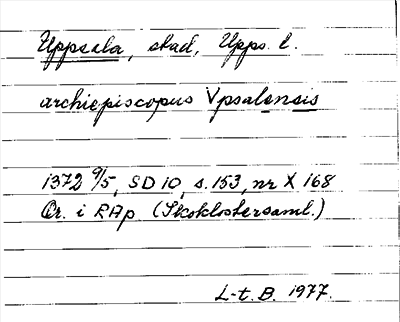 Uppsala, stad, Upps. l.
archiepiscopus Vpsalensis
1372 9/5, SD 10, s. 153, nr X 168
Or. i RAp (Skoklostersaml.)
L-t. B. 1977.